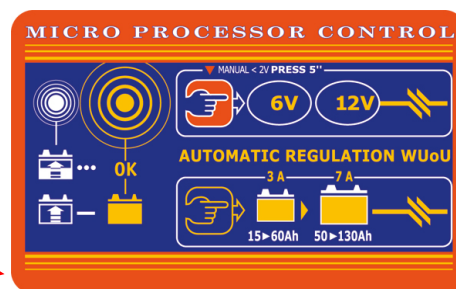 MICRO PROCESSOR CONTROL
MANUAL < 2V PRESS 5''
6V 12V
OK
AUTOMATIC REGULATION WUoU
3 A 7 A
15►60Ah 50►130Ah